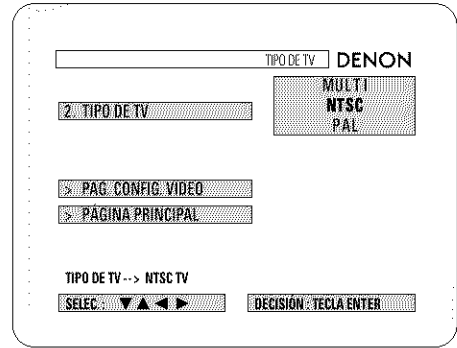 TIPO DE TV DENON
MULTI
NTSC
2. TIPO DE TV
PAL
> PAG. CONFIG. VIDEO
> PÁGINA PRINCIPAL
TIPO DE TV --> NTSC TV
SELEC.: ▼ ▲ ◄ ► DECISIÓN : TECLA ENTER